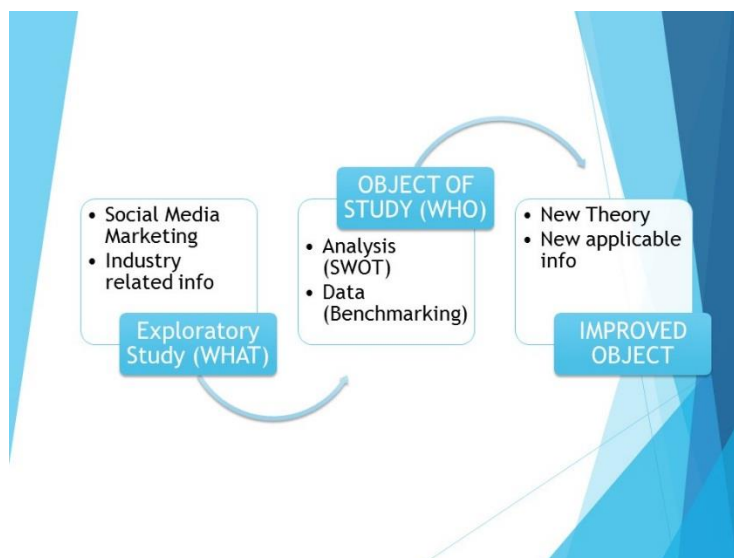 • Social Media
Marketing
• Industry
related info
Exploratory
Study (WHAT)
OBJECT OF
STUDY (WHO)
• Analysis
(SWOT)
• Data
(Benchmarking)
• New Theory
• New applicable
info
IMPROVED
OBJECT